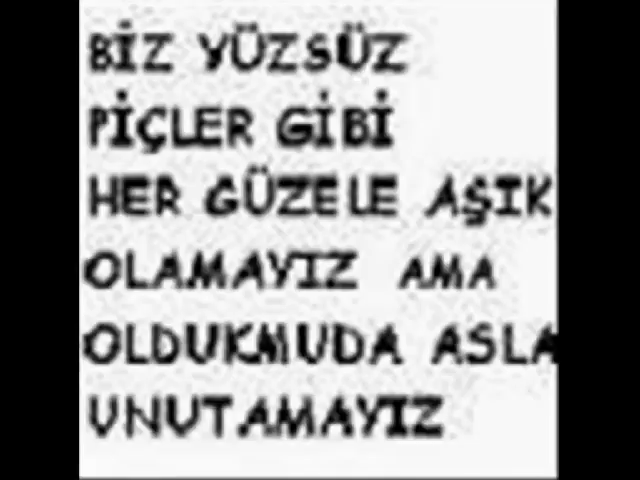 BİZ YÜZSÜZ
PİÇLER GİBİ
HER GÜZELE AŞIK
OLAMAYIZ AMA
OLDUKMUDA ASLA
UNUTAMAYIZ